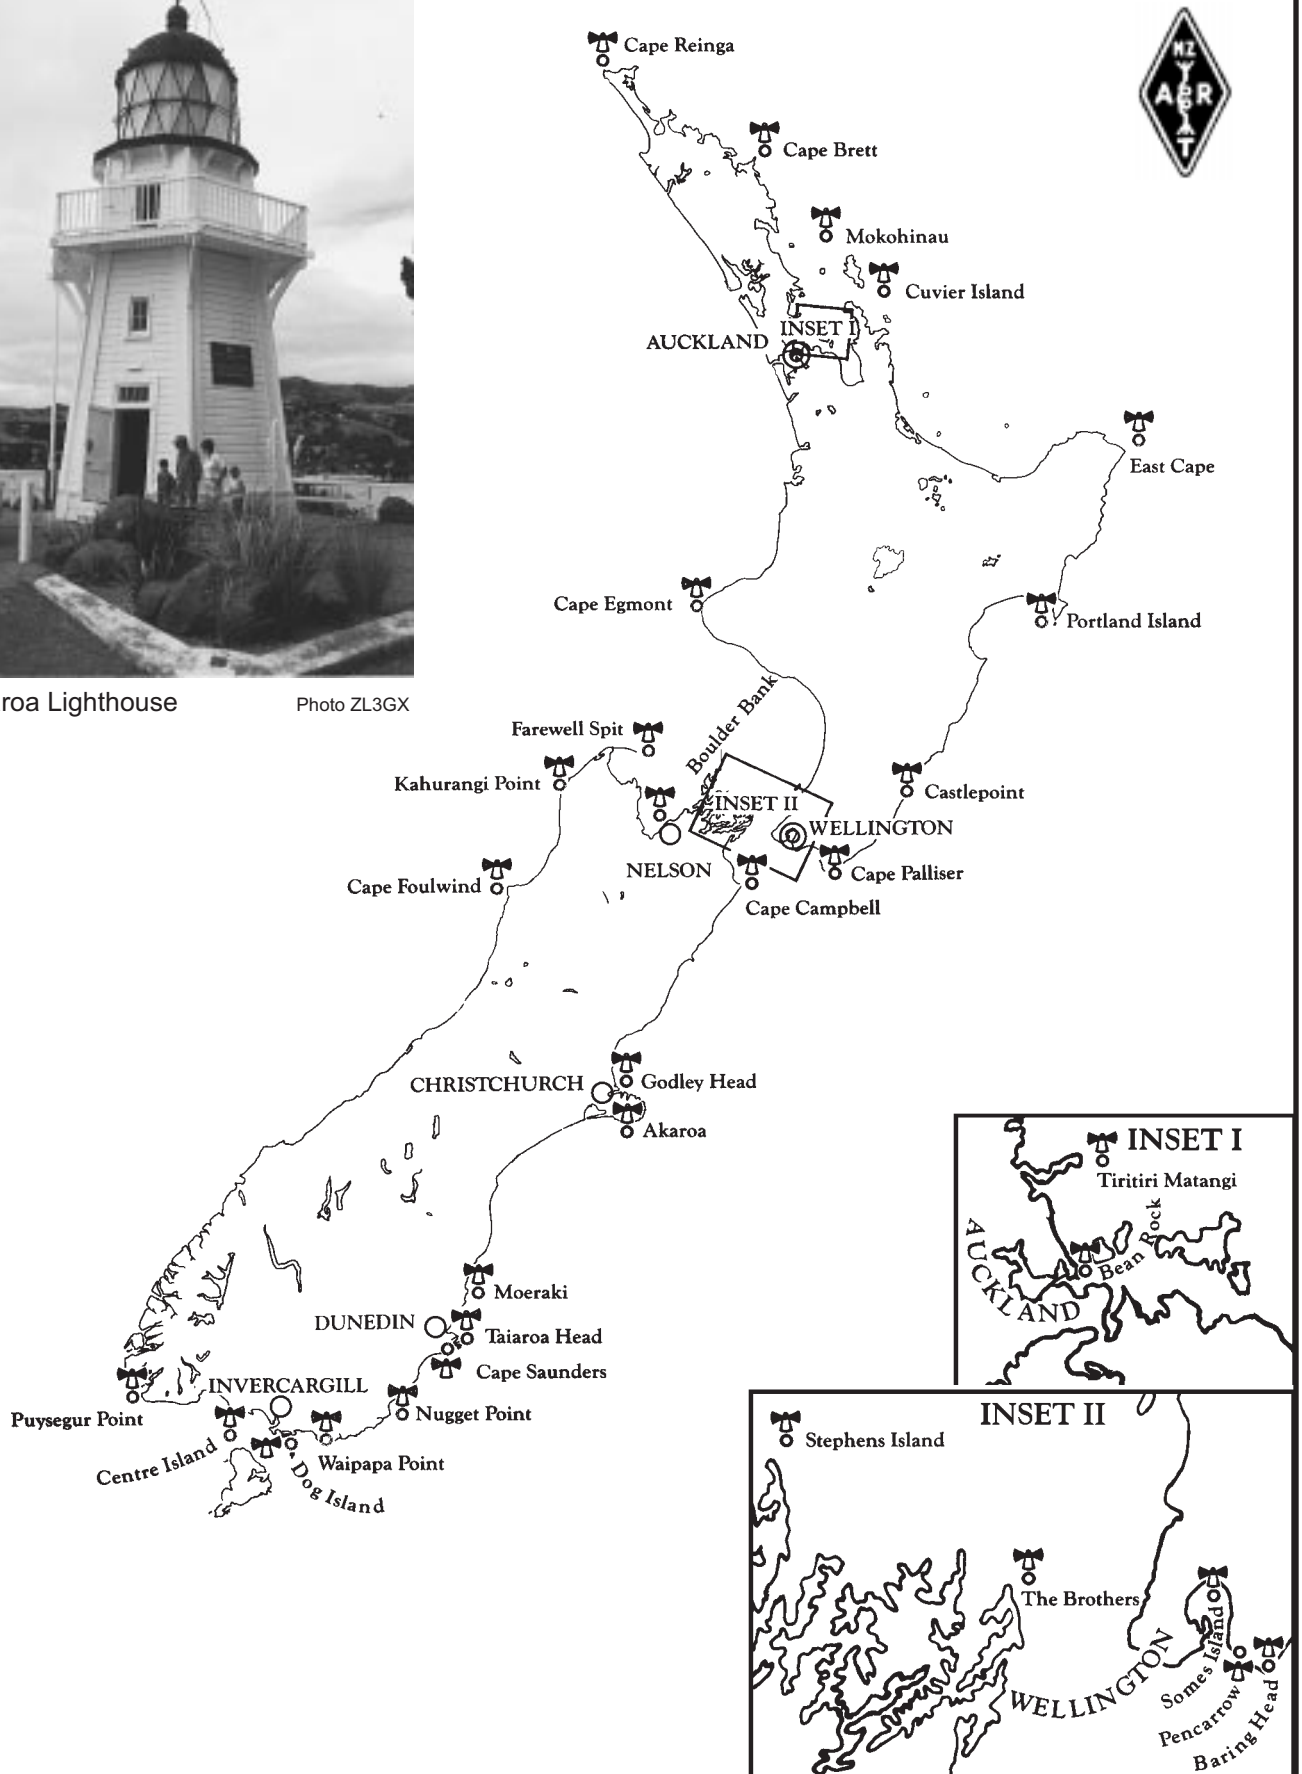 Cape Reinga
NZ
A R
T
Cape Brett
Mokohinau
Cuvier Island
INSET I
AUCKLAND
East Cape
Cape Egmont
Portland Island
roa Lighthouse
Photo ZL3GX
Boulder Bank
Farewell Spit
Kahurangi Point
Castlepoint
INSET II
WELLINGTON
NELSON
Cape Palliser
Cape Foulwind
Cape Campbell
CHRISTCHURCH
Godley Head
Akaroa
INSET I
Tiritiri Matangi
AUCKLAND
Bean Rock
Moeraki
DUNEDIN
Taiaroa Head
Cape Saunders
INVERCARGILL
Puysegur Point
Nugget Point
Centre Island
Waipapa Point
Dog Island
INSET II
Stephens Island
The Brothers
WELLINGTON
Somes Island
Pencarrow
Baring Head